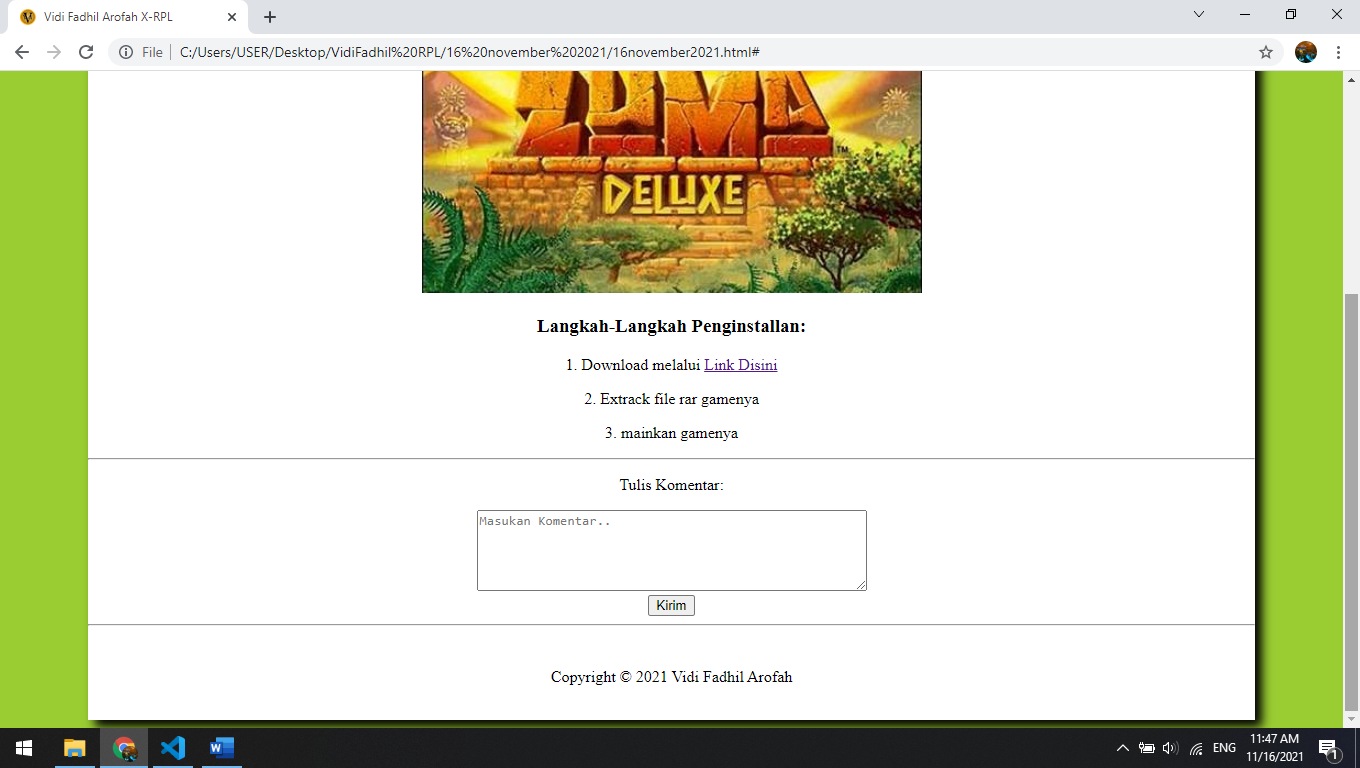 Vidi Fadhil Arofah X-RPL
File
C:/Users/USER/Desktop/VidiFadhil%20RPL/16%20november%202021/16november2021.html#
ZUMA
™
DELUXE
Langkah-Langkah Penginstallan:
1. Download melalui Link Disini
2. Extrack file rar gamenya
3. mainkan gamenya
Tulis Komentar:
Masukan Komentar..
Kirim
Copyright © 2021 Vidi Fadhil Arofah
ENG
11:47 AM
11/16/2021
1